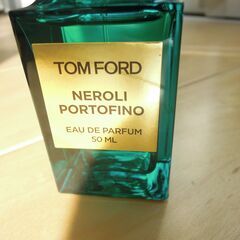 TOM FORD
NEROLI
PORTOFINO
EAU DE PARFUM
50 ML